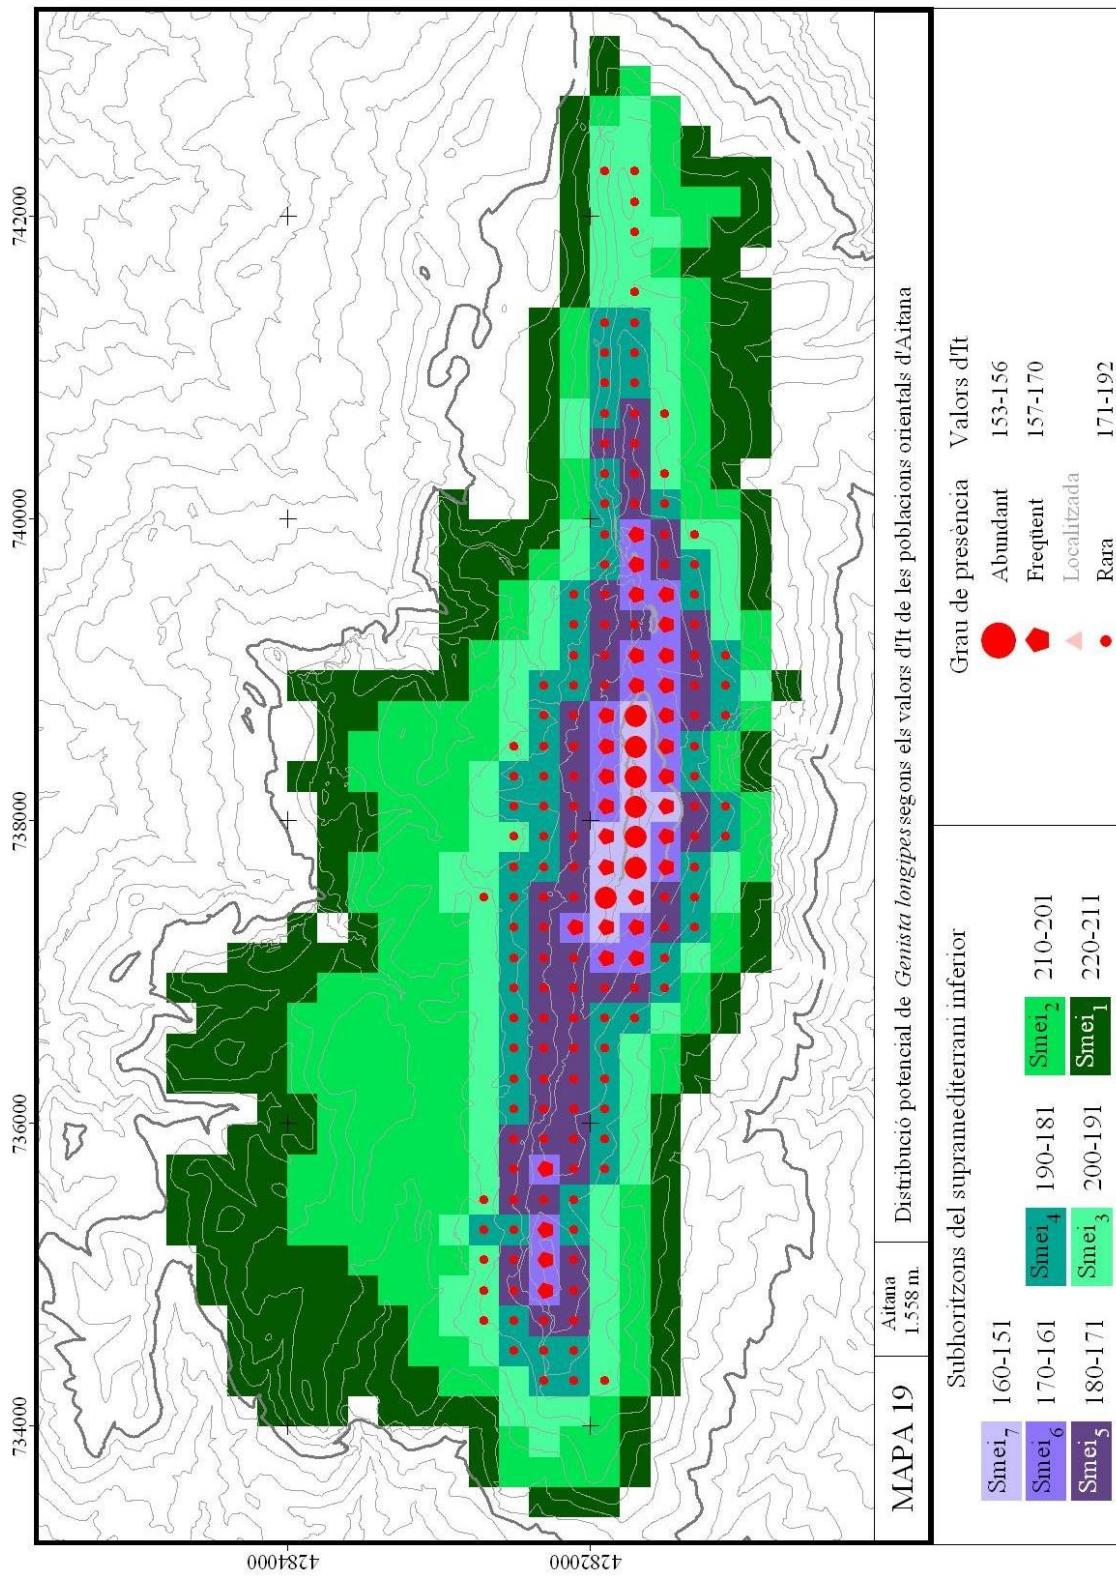 734000
736000
738000
740000
742000
4284000
4282000
MAPA 19
Aitana
1.558 m.
Distribució potencial de Genista longipes segons els valors d'It de les poblacions orientals d'Aitana
Subhoritzons del supramediterrani inferior
Smei7 160-151
Smei6 170-161
Smei5 180-171
Smei4 190-181
Smei3 200-191
Smei2 210-201
Smei1 220-211
Grau de presència Valors d'It
Abundant 153-156
Freqüent 157-170
Localitzada
Rara 171-192